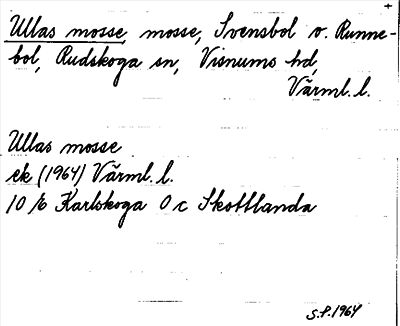 Ullas mosse mosse, Svensbol o. Runne-
bol, Rudskoga sn, Visnums hd,
Värml. l.
Ullas mosse
ek (1964) Värml. l.
10 E Karlskoga 0 c Skottlanda
S.P. 1964